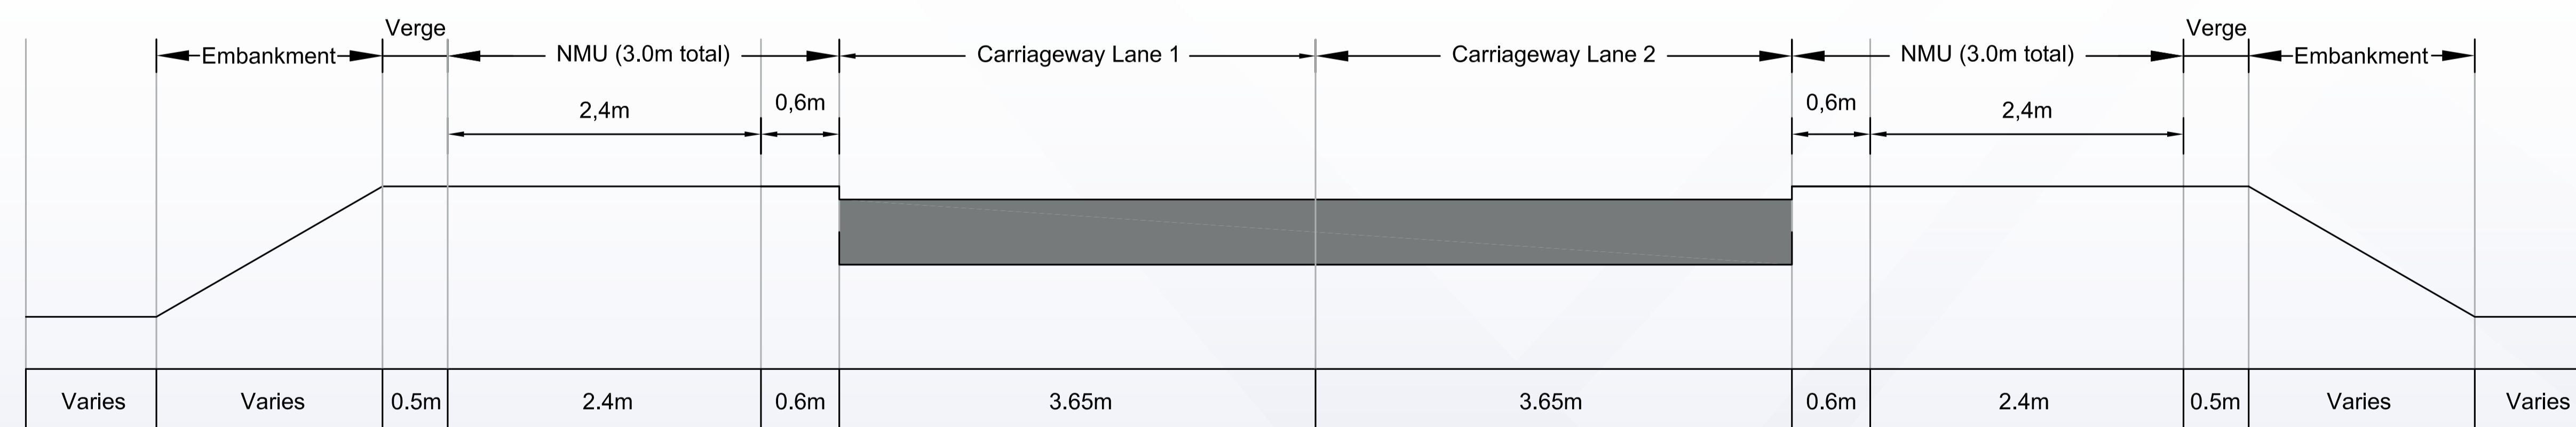 Verge
Verge
Embankment
NMU (3.0m total)
Carriageway Lane 1
Carriageway Lane 2
NMU (3.0m total)
Embankment
2,4m
0,6m
0,6m
2,4m
Varies
Varies
0.5m
2.4m
0.6m
3.65m
3.65m
0.6m
2.4m
0.5m
Varies
Varies